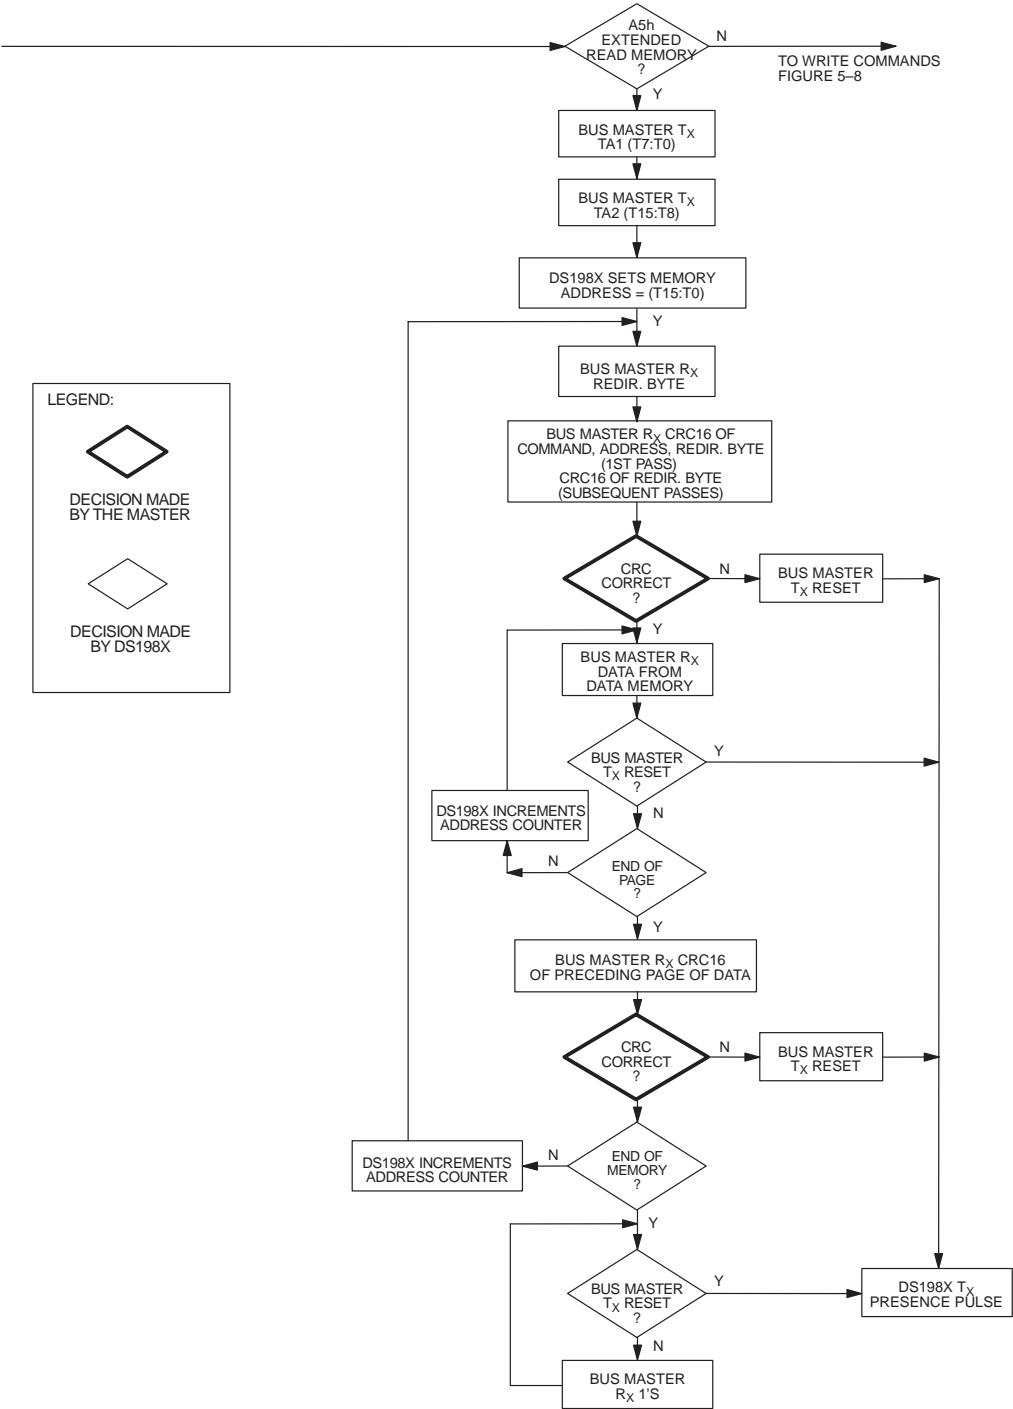 A5h
EXTENDED
READ MEMORY
?
N
TO WRITE COMMANDS
FIGURE 5–8
Y
BUS MASTER TX
TA1 (T7:T0)
BUS MASTER TX
TA2 (T15:T8)
DS198X SETS MEMORY
ADDRESS = (T15:T0)
Y
BUS MASTER RX
REDIR. BYTE
LEGEND:
DECISION MADE
BY THE MASTER
DECISION MADE
BY DS198X
BUS MASTER RX CRC16 OF
COMMAND, ADDRESS, REDIR. BYTE
(1ST PASS)
CRC16 OF REDIR. BYTE
(SUBSEQUENT PASSES)
CRC
CORRECT
?
N
BUS MASTER
TX RESET
Y
BUS MASTER RX
DATA FROM
DATA MEMORY
BUS MASTER
TX RESET
?
Y
N
DS198X INCREMENTS
ADDRESS COUNTER
END OF
PAGE
?
N
Y
BUS MASTER RX CRC16
OF PRECEDING PAGE OF DATA
CRC
CORRECT
?
N
BUS MASTER
TX RESET
END OF
MEMORY
?
N
DS198X INCREMENTS
ADDRESS COUNTER
Y
BUS MASTER
TX RESET
?
Y
DS198X TX
PRESENCE PULSE
N
BUS MASTER
RX 1'S